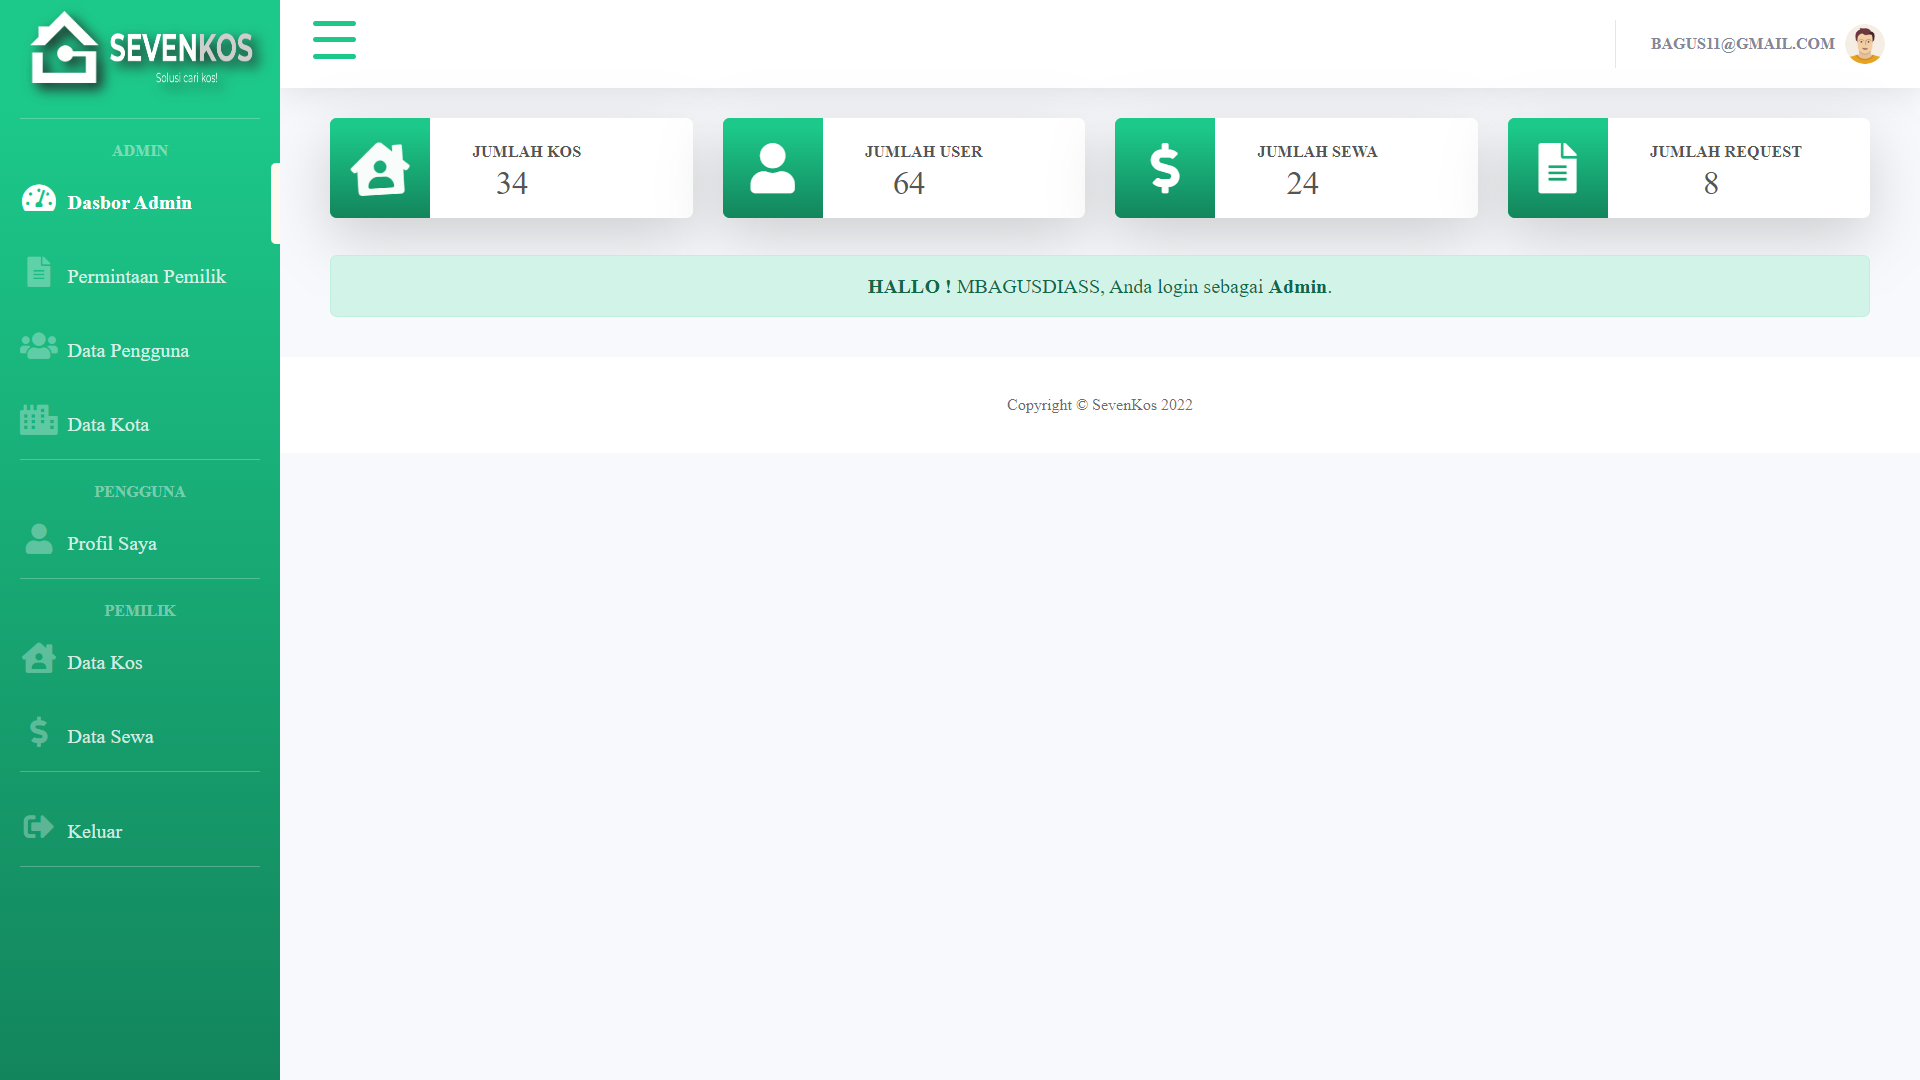 SEVENKOS
Solusi cari kos!
ADMIN
Dasbor Admin
Permintaan Pemilik
Data Pengguna
Data Kota
PENGGUNA
Profil Saya
PEMILIK
Data Kos
Data Sewa
Keluar
BAGUS11@GMAIL.COM
JUMLAH KOS
34
JUMLAH USER
64
JUMLAH SEWA
24
JUMLAH REQUEST
8
HALLO ! MBAGUSDIASS, Anda login sebagai Admin.
Copyright © SevenKos 2022